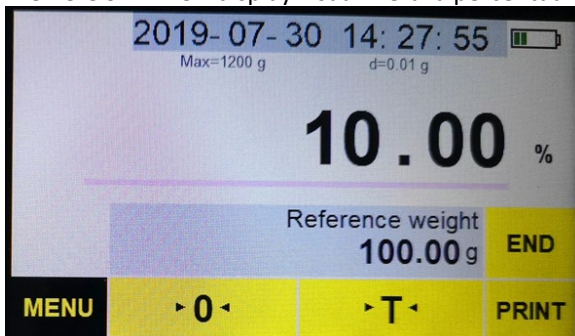 2019-07-30 14:27:55
Max=1200 g d=0.01 g
10.00 %
Reference weight
100.00 g
END
MENU ▸0◂ ▸T◂ PRINT